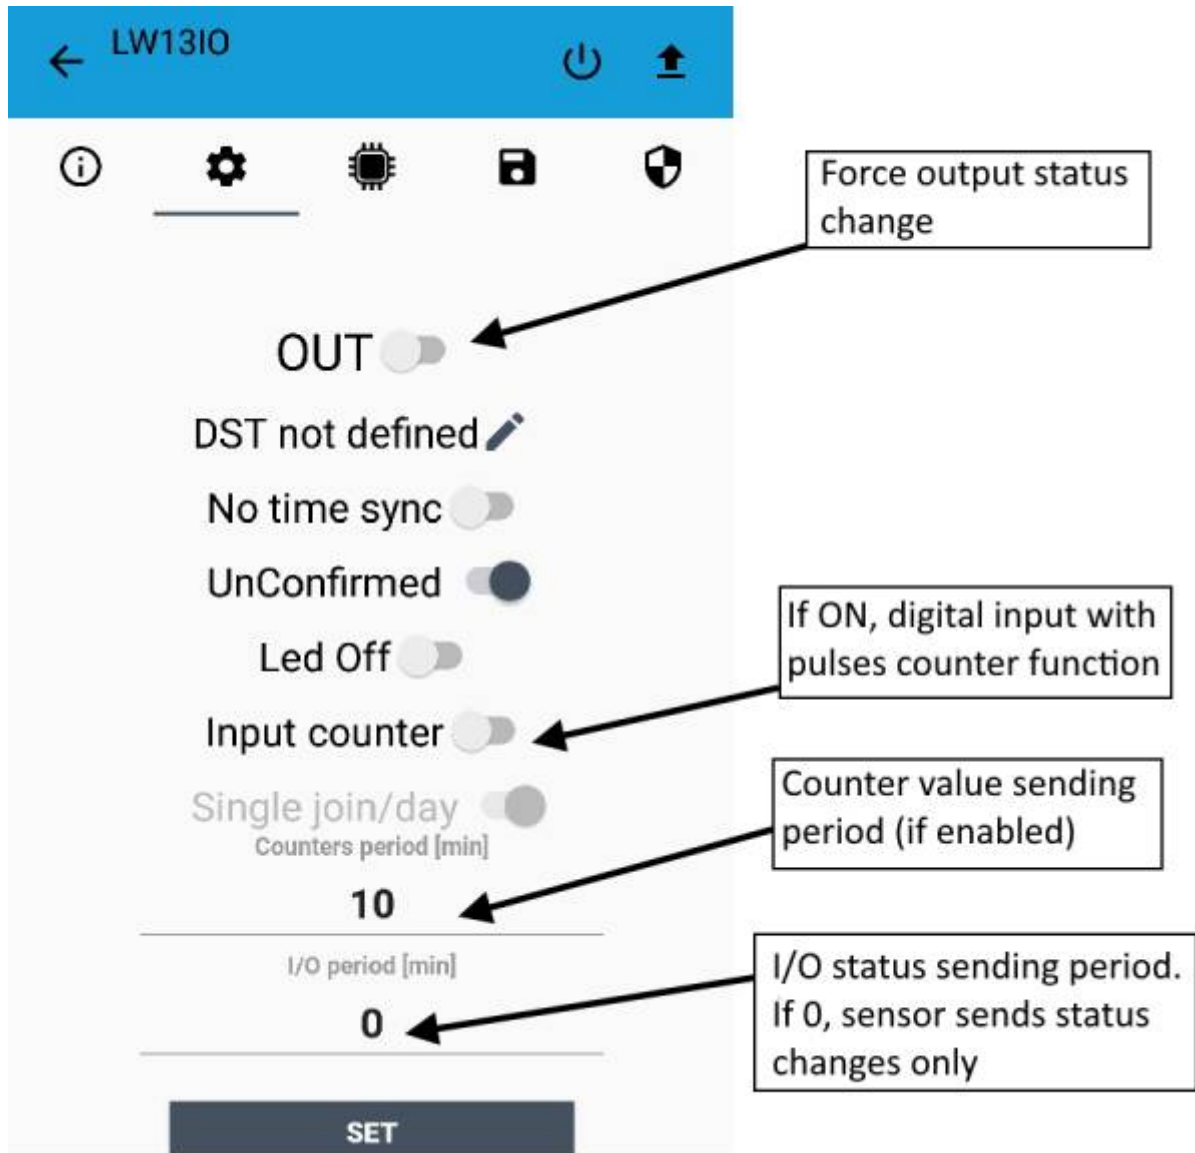 LW13IO
Force output status
change
OUT
DST not defined
No time sync
UnConfirmed
Led Off
If ON, digital input with
pulses counter function
Input counter
Single join/day
Counters period [min]
10
Counter value sending
period (if enabled)
I/O period [min]
0
I/O status sending period.
If 0, sensor sends status
changes only
SET